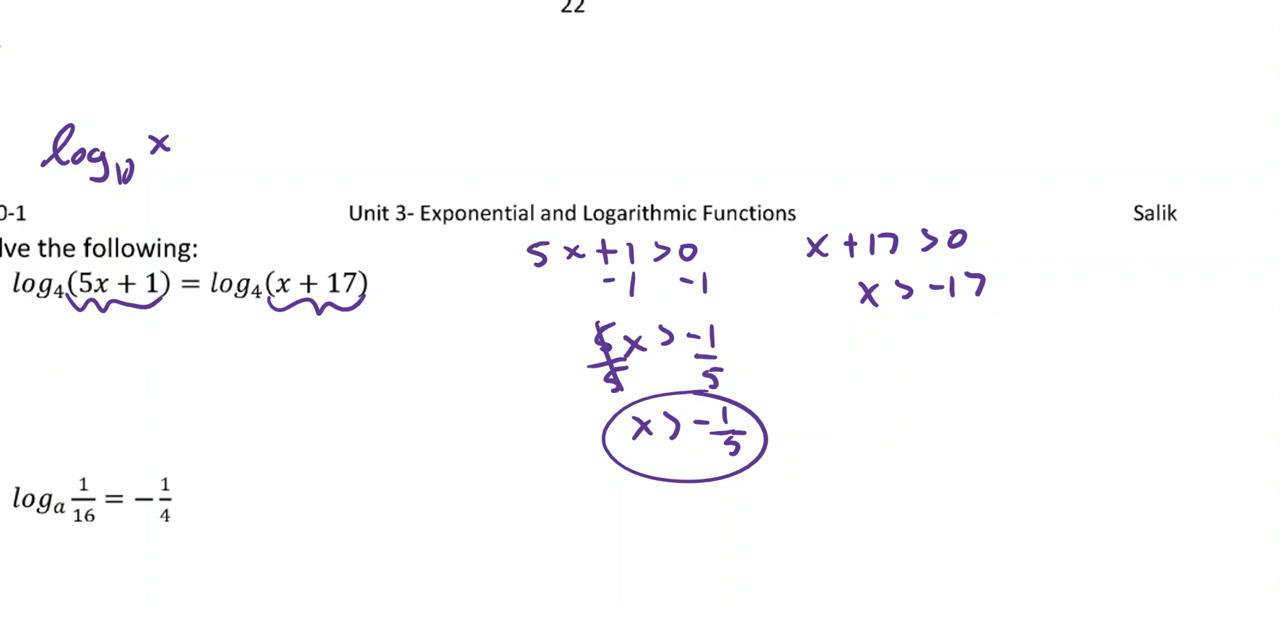 22
log₁₀ x
0-1 Unit 3- Exponential and Logarithmic Functions Salik
lve the following:
log₄(5x + 1) = log₄(x + 17)
5x + 1 > 0
-1 -1
5/5 x > -1/5
x > -1/5
x + 17 > 0
x > -17
logₐ 1/16 = − 1/4